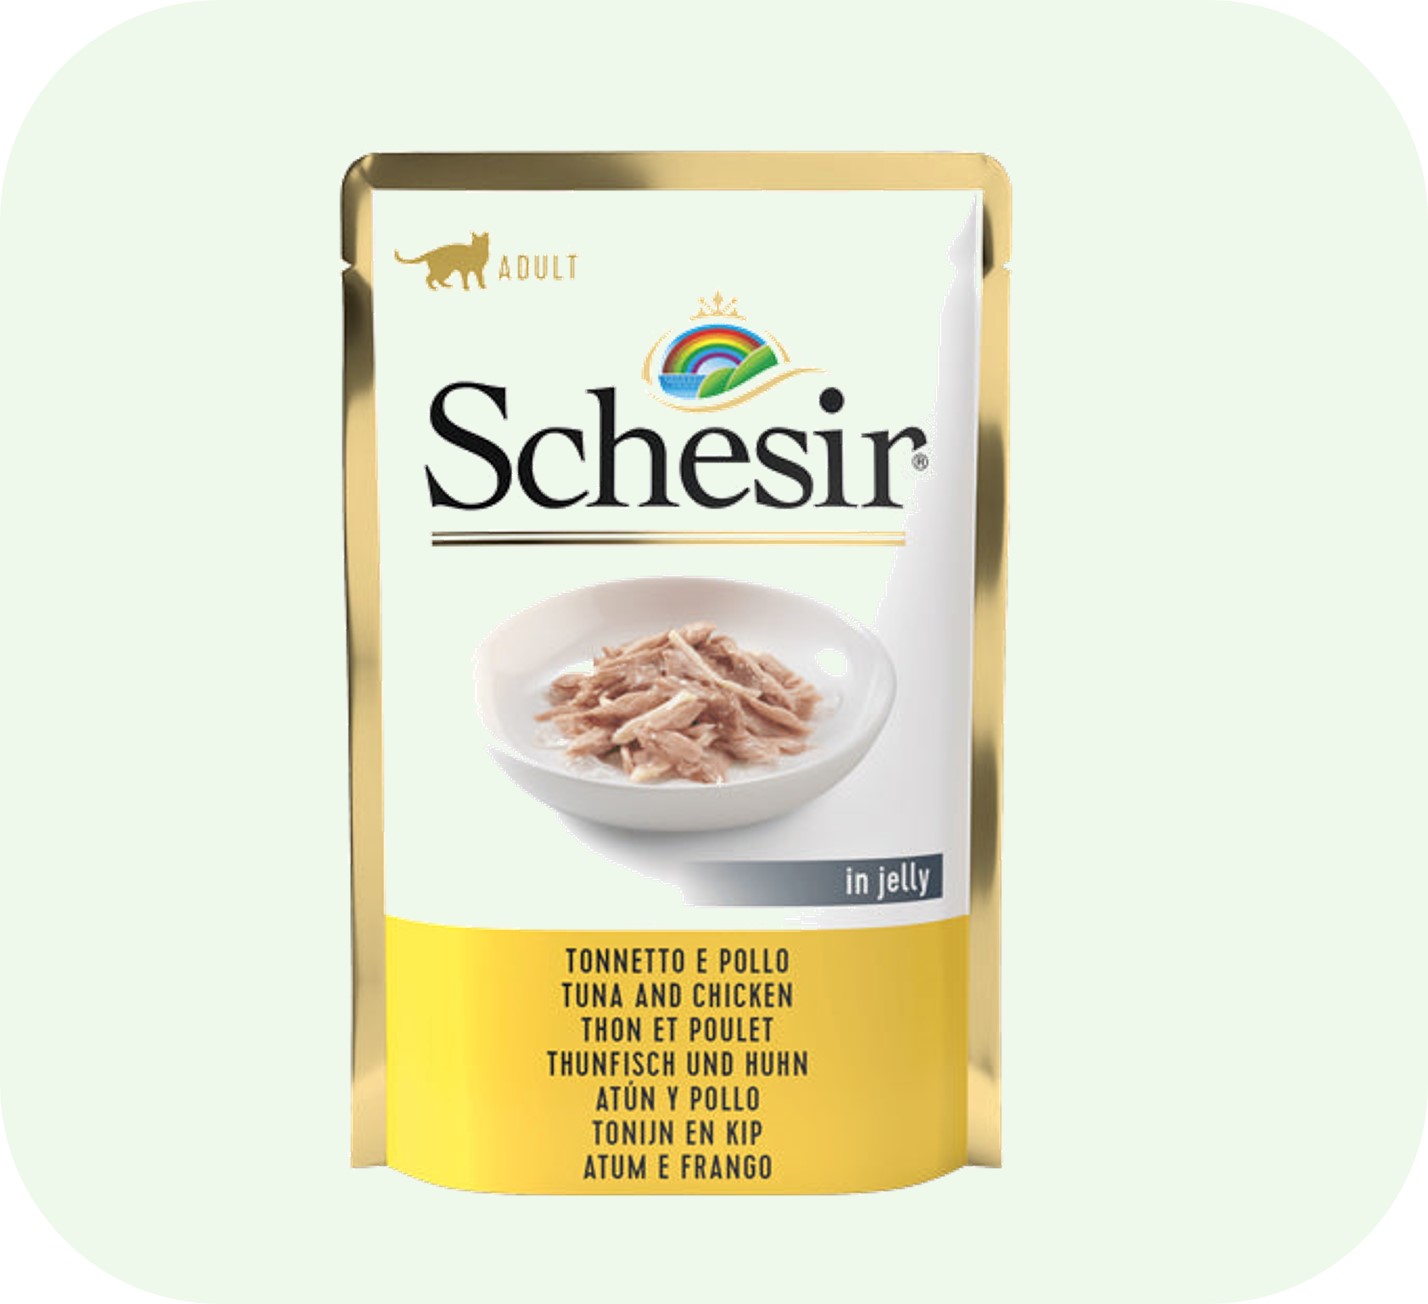 ADULT
Schesir®
in jelly
TONNETTO E POLLO
TUNA AND CHICKEN
THON ET POULET
THUNFISCH UND HUHN
ATÚN Y POLLO
TONIJN EN KIP
ATUM E FRANGO